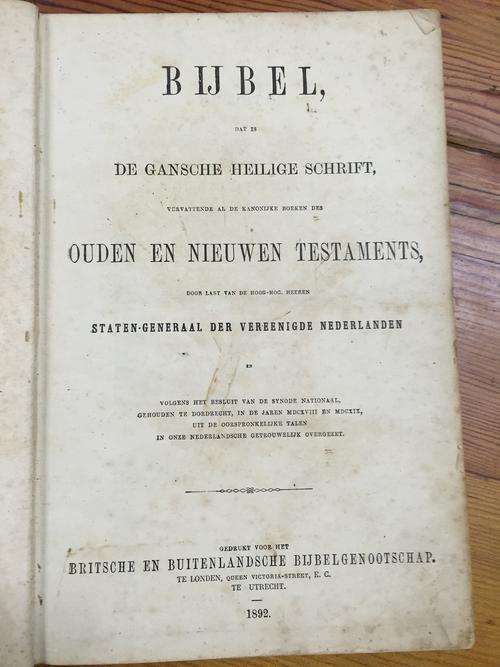 BIJBEL,
DAT IS
DE GANSCHE HEILIGE SCHRIFT,
VERVATTENDE AL DE KANONIJKE BOEKEN DES
OUDEN EN NIEUWEN TESTAMENTS,
DOOR LAST VAN DE HOOG-MOG. HEEREN
STATEN-GENERAAL DER VEREENIGDE NEDERLANDEN
EN
VOLGENS HET BESLUIT VAN DE SYNODE NATIONAAL,
GEHOUDEN TE DORDRECHT, IN DE JAREN MDCXVIII EN MDCXIX,
UIT DE OORSPRONKELIJKE TALEN
IN ONZE NEDERLANDSCHE GETROUWELIJK OVERGEZET.
GEDRUKT VOOR HET
BRITSCHE EN BUITENLANDSCHE BIJBELGENOOTSCHAP.
TE LONDEN, QUEEN VICTORIA-STREET, E. C.
TE UTRECHT.
1892.